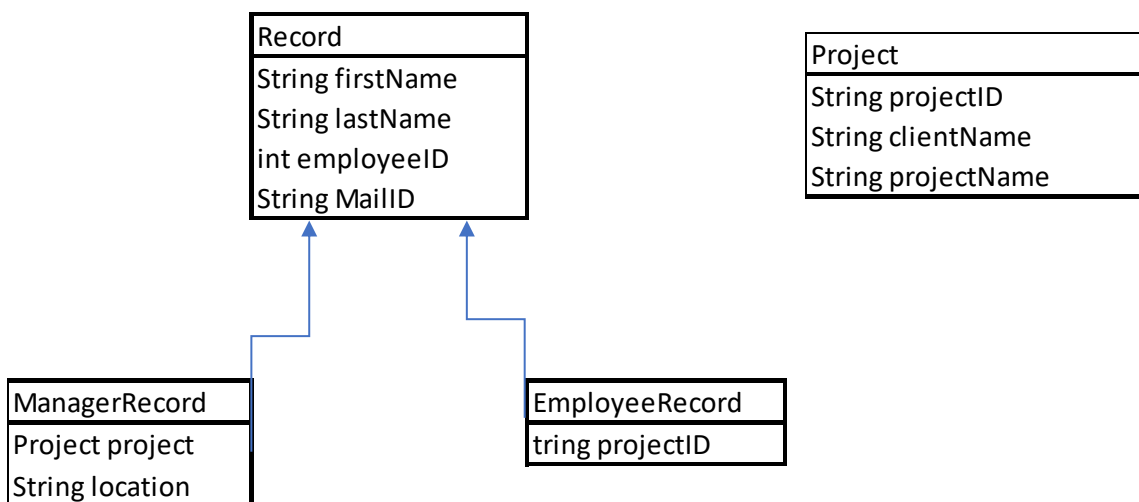 Record
String firstName
String lastName
int employeeID
String MailID
Project
String projectID
String clientName
String projectName
ManagerRecord
Project project
String location
EmployeeRecord
tring projectID